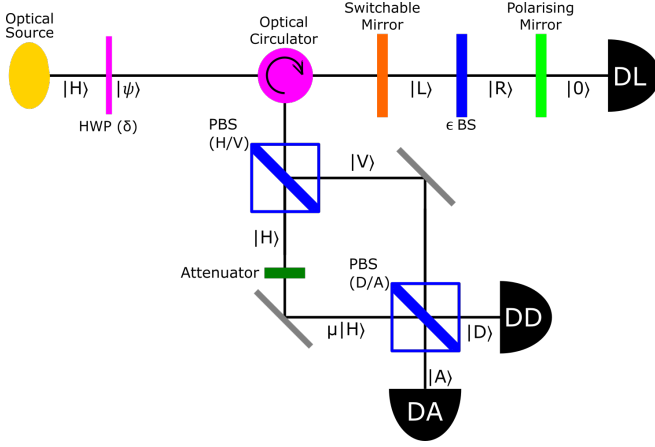 Optical
Source
Optical
Circulator
Switchable
Mirror
Polarising
Mirror
|H⟩
|ψ⟩
|L⟩
|R⟩
|0⟩
DL
HWP (δ)
ϵ BS
PBS
(H/V)
|V⟩
|H⟩
Attenuator
PBS
(D/A)
μ|H⟩
|D⟩
DD
|A⟩
DA